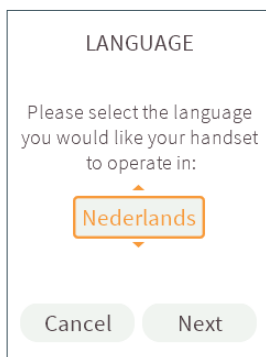 LANGUAGE
Please select the language
you would like your handset
to operate in:
Nederlands
Cancel Next